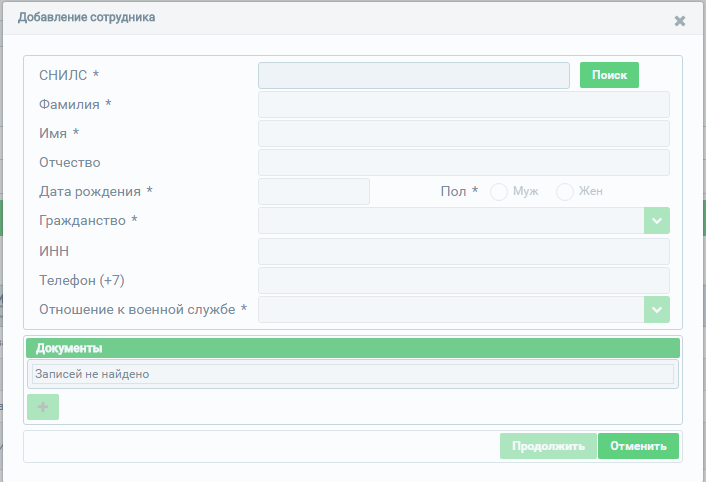 Добавление сотрудника
СНИЛС * Поиск
Фамилия *
Имя *
Отчество
Дата рождения * Пол * Муж Жен
Гражданство *
ИНН
Телефон (+7)
Отношение к военной службе *
Документы
Записей не найдено
Продолжить Отменить